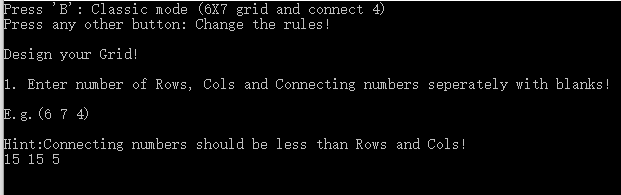 Press 'B': Classic mode (6X7 grid and connect 4)
Press any other button: Change the rules!
Design your Grid!
1. Enter number of Rows, Cols and Connecting numbers seperately with blanks!
E.g.(6 7 4)
Hint:Connecting numbers should be less than Rows and Cols!
15 15 5